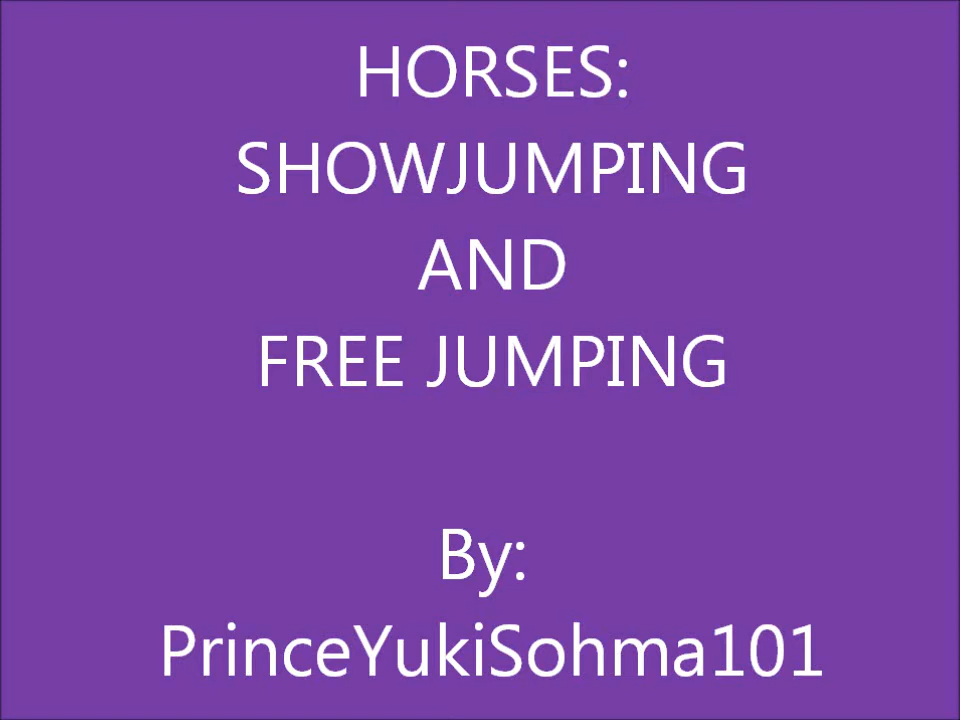 HORSES:
SHOWJUMPING
AND
FREE JUMPING
By:
PrinceYukiSohma101